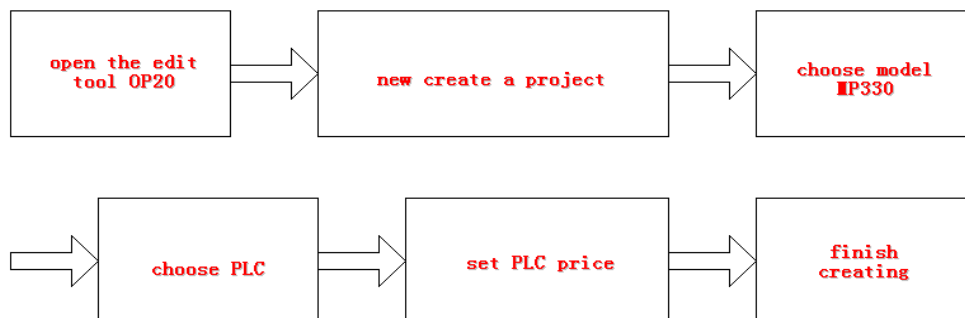 open the edit
tool OP20
new create a project
choose model
MP330
choose PLC
set PLC price
finish
creating